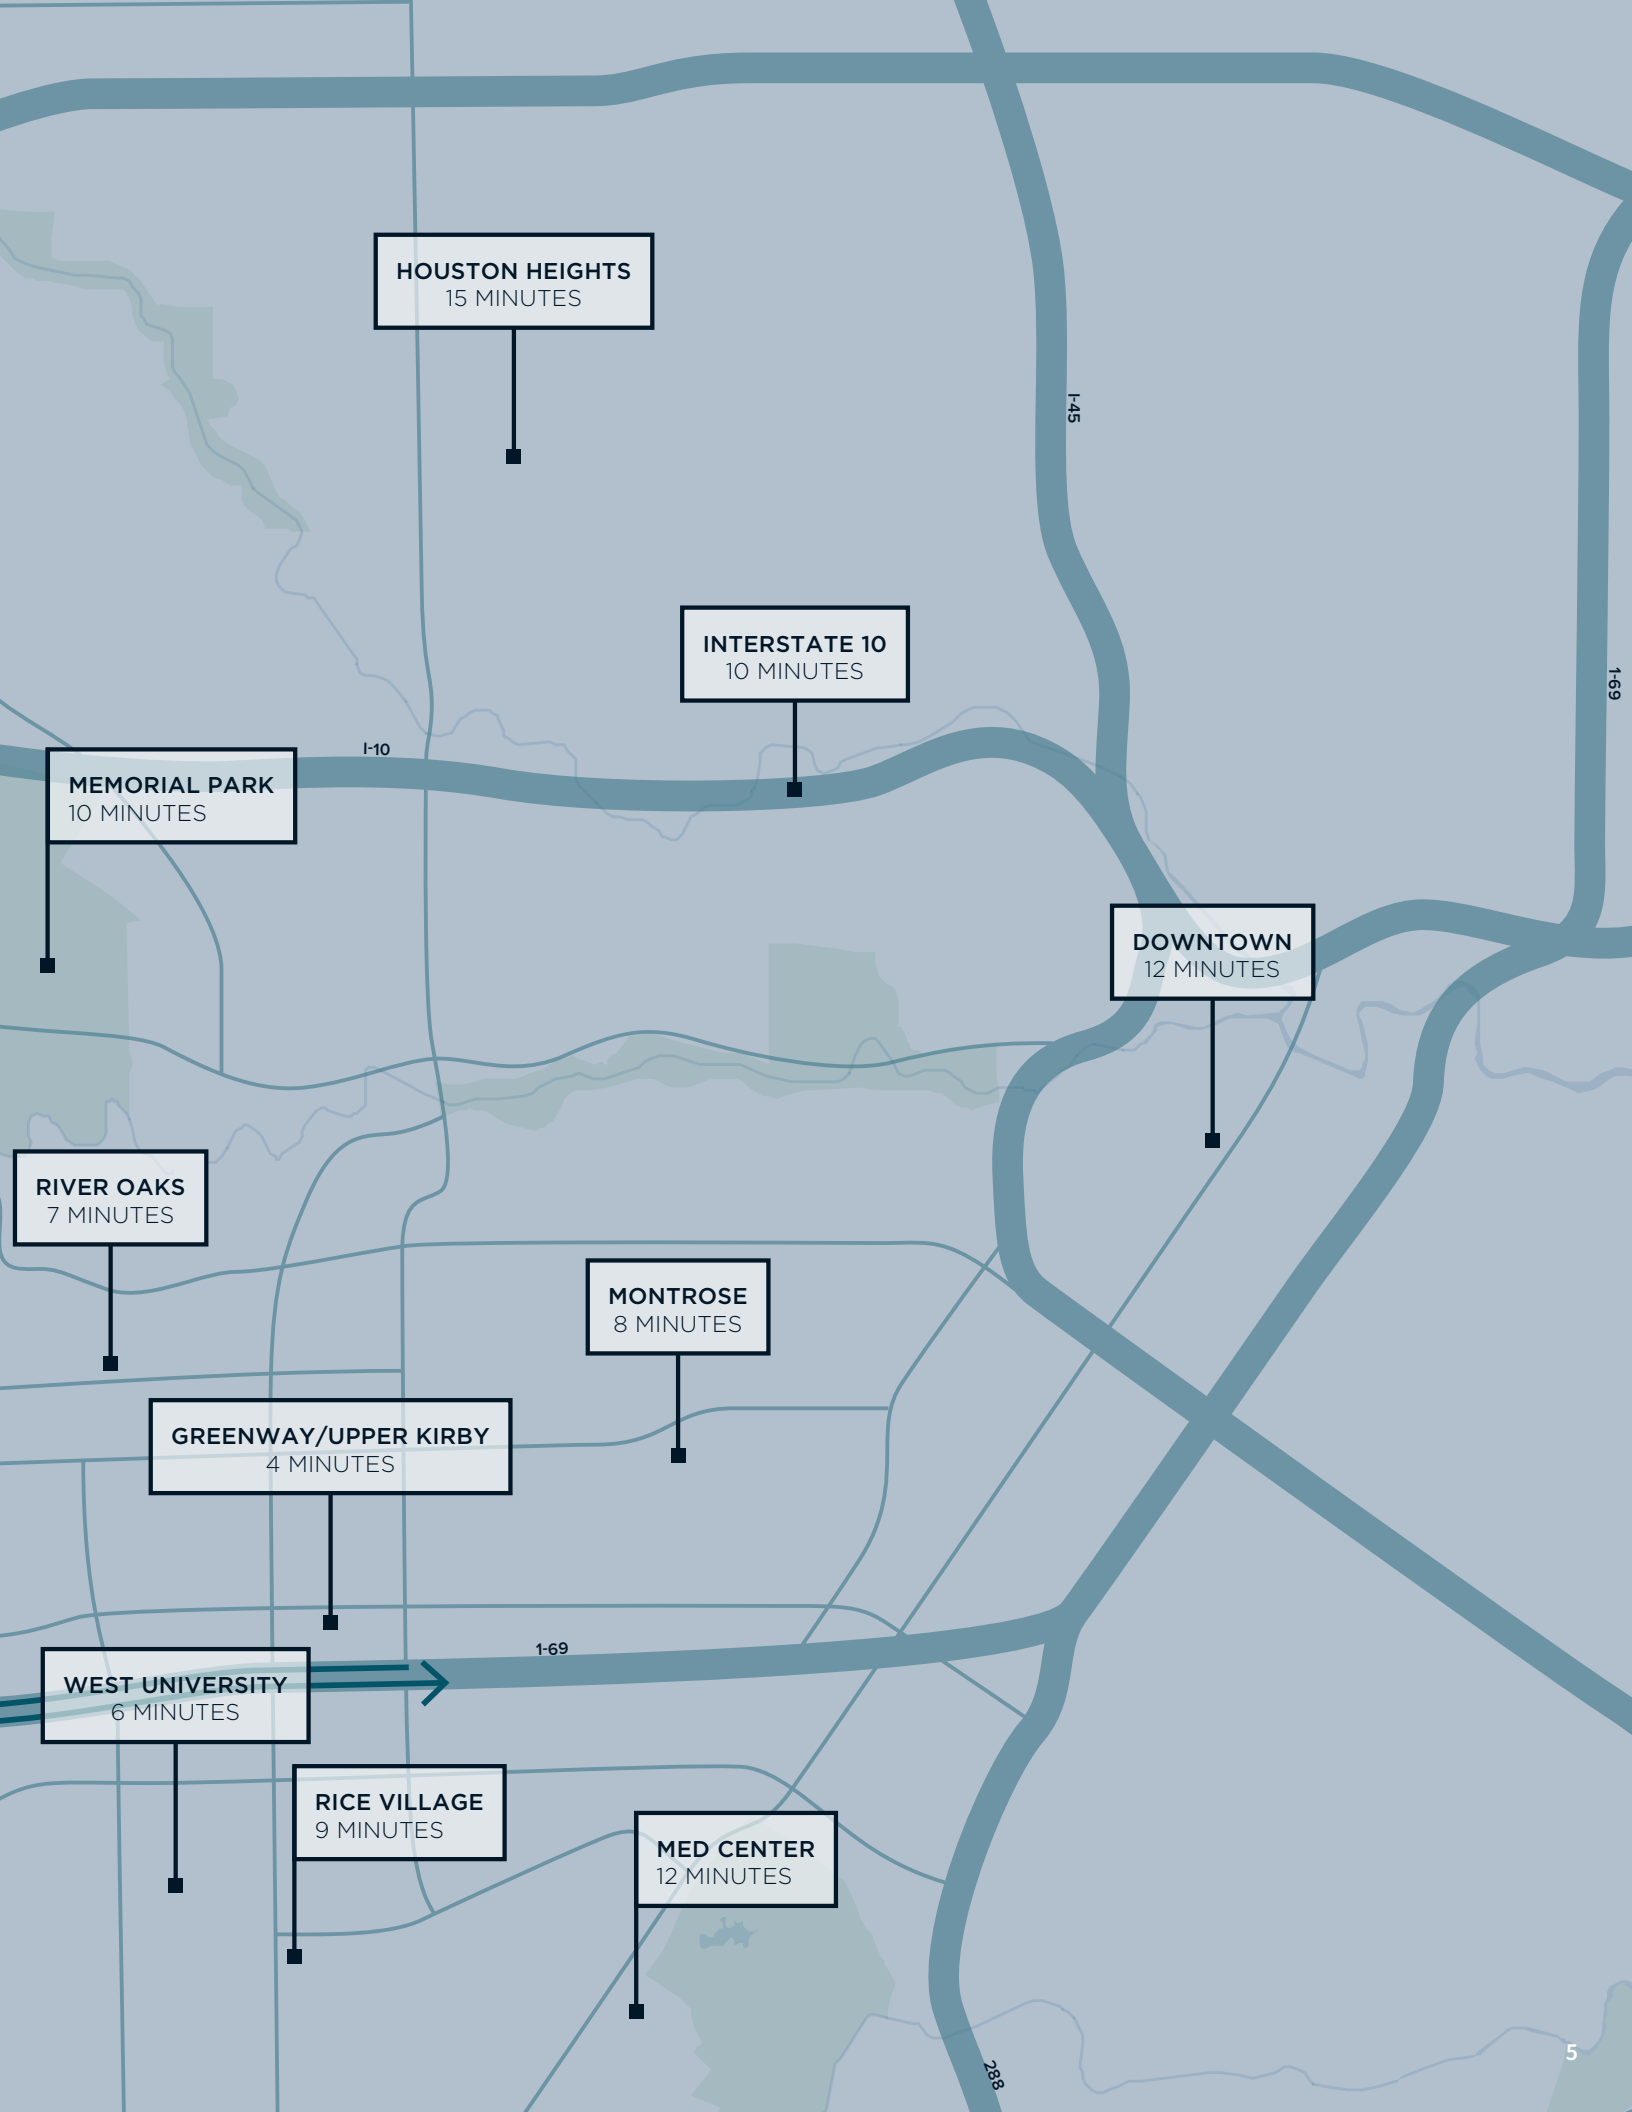 HOUSTON HEIGHTS
15 MINUTES
I-45
INTERSTATE 10
10 MINUTES
1-69
I-10
MEMORIAL PARK
10 MINUTES
DOWNTOWN
12 MINUTES
RIVER OAKS
7 MINUTES
MONTROSE
8 MINUTES
GREENWAY/UPPER KIRBY
4 MINUTES
1-69
WEST UNIVERSITY
6 MINUTES
RICE VILLAGE
9 MINUTES
MED CENTER
12 MINUTES
288
5